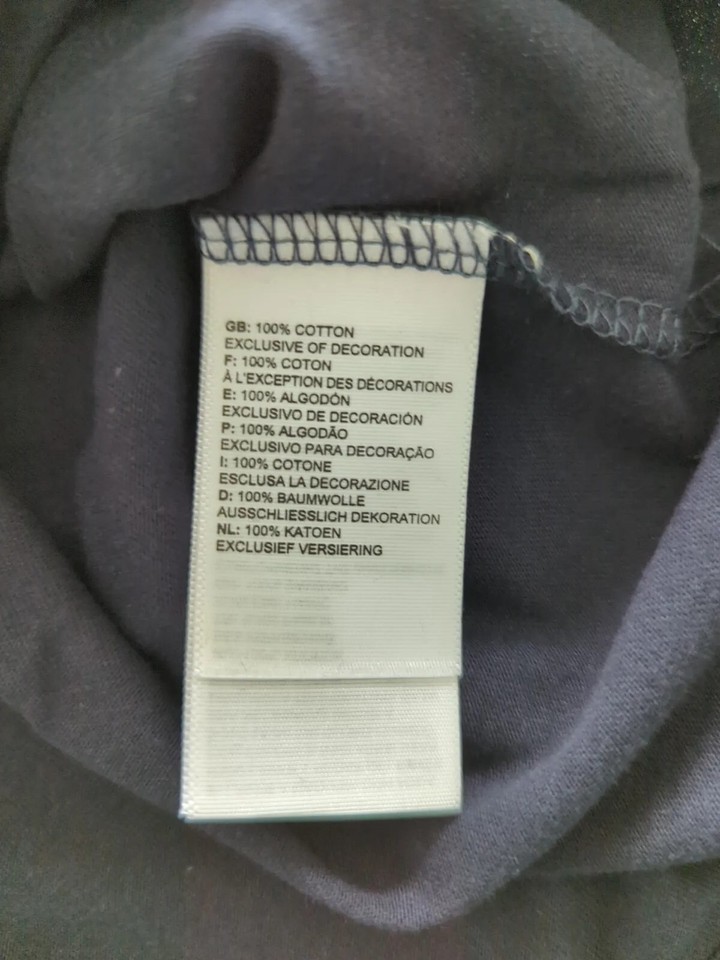 GB: 100% COTTON
EXCLUSIVE OF DECORATION
F: 100% COTON
À L'EXCEPTION DES DÉCORATIONS
E: 100% ALGODÓN
EXCLUSIVO DE DECORACIÓN
P: 100% ALGODÃO
EXCLUSIVO PARA DECORAÇÃO
I: 100% COTONE
ESCLUSA LA DECORAZIONE
D: 100% BAUMWOLLE
AUSSCHLIESSLICH DEKORATION
NL: 100% KATOEN
EXCLUSIEF VERSIERING